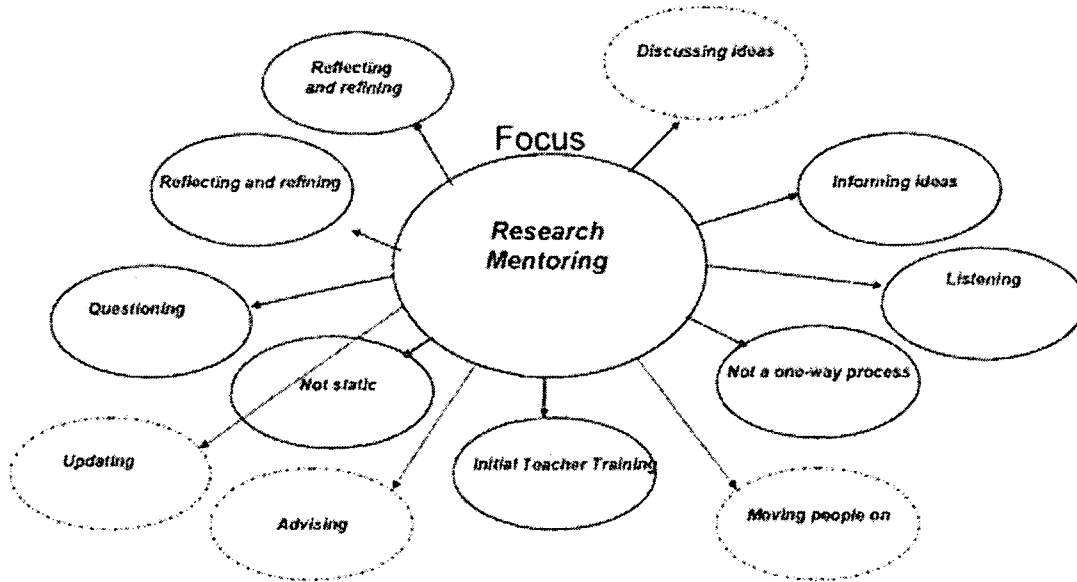 Discussing ideas
Reflecting
and refining
Focus
Reflecting and refining
Informing ideas
Research
Mentoring
Listening
Questioning
Not a one-way process
Not static
Updating
Initial Teacher Training
Advising
Moving people on